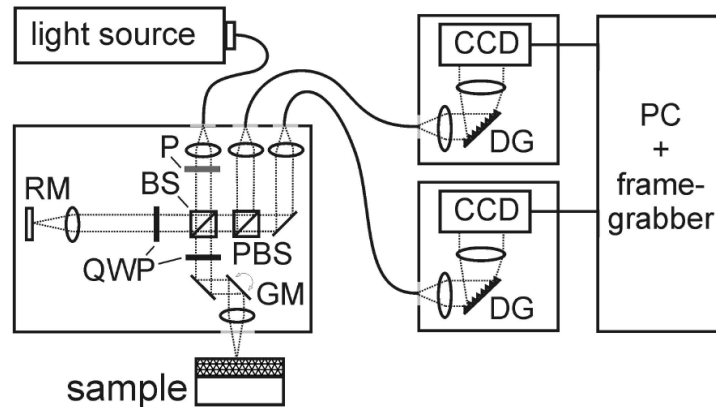 light source
P
BS
RM
QWP
PBS
GM
sample
CCD
DG
CCD
DG
PC
+
frame-
grabber